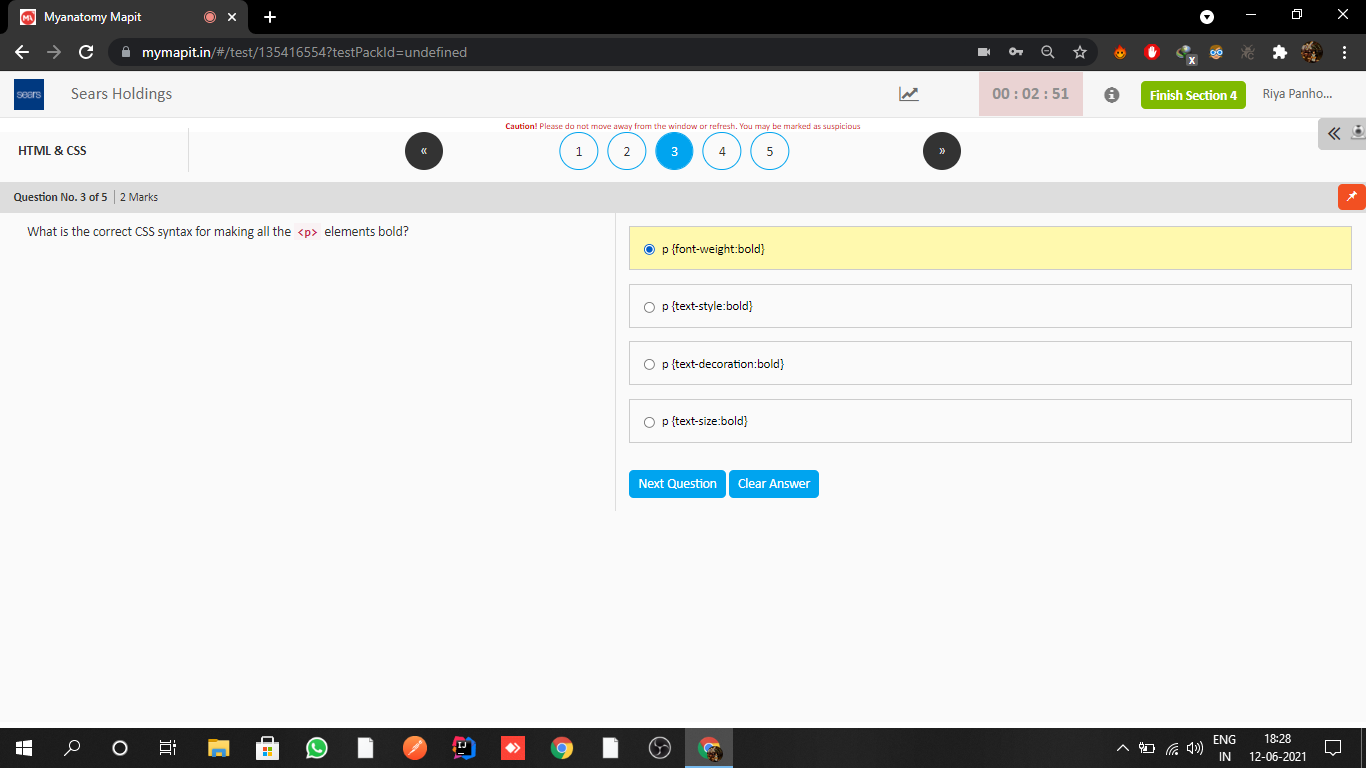 Myanatomy Mapit
mymapit.in/#/test/135416554?testPackId=undefined
sears
Sears Holdings
00 : 02 : 51
Finish Section 4
Riya Panho...
Caution! Please do not move away from the window or refresh, You may be marked as suspicious
HTML & CSS
«
1
2
3
4
5
»
Question No. 3 of 5
2 Marks
What is the correct CSS syntax for making all the <p> elements bold?
p {font-weight:bold}
p {text-style:bold}
p {text-decoration:bold}
p {text-size:bold}
Next Question
Clear Answer
ENG
IN
18:28
12-06-2021